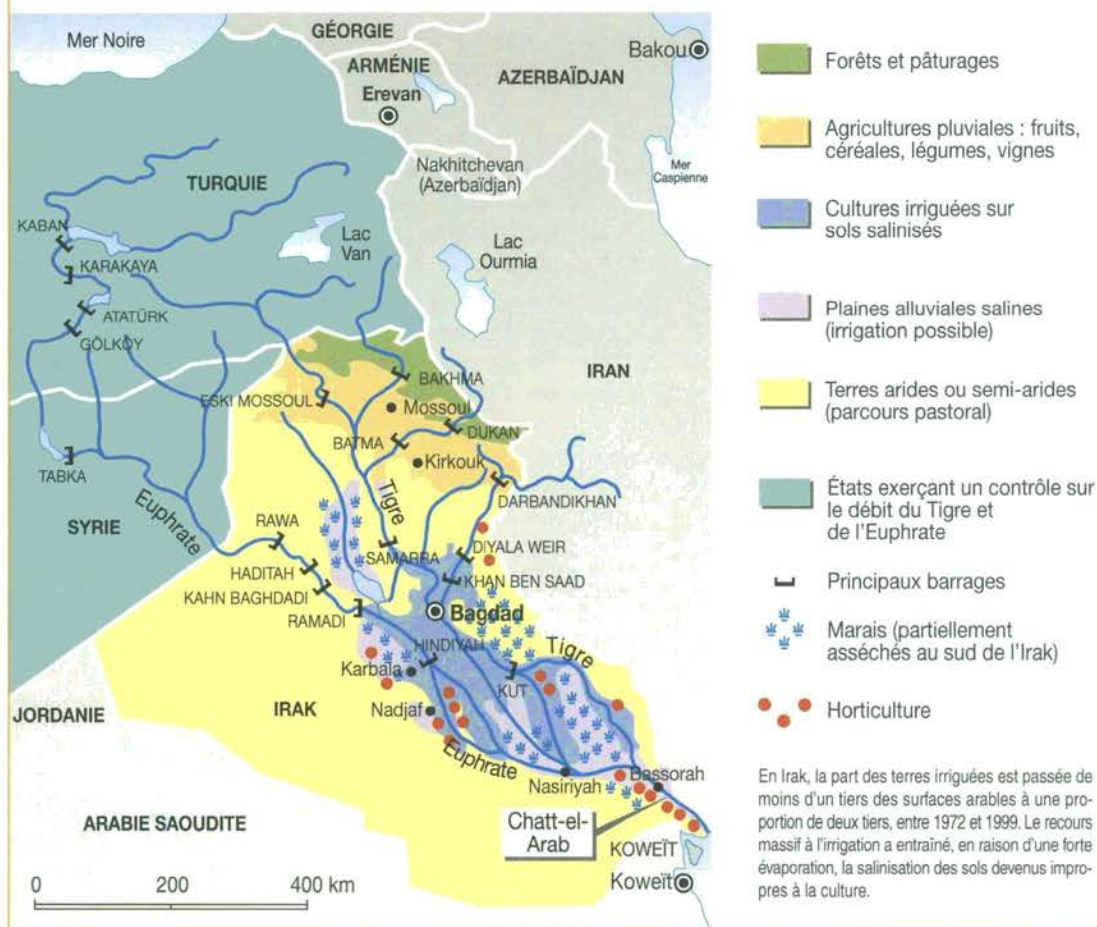 Mer Noire
GÉORGIE
ARMÉNIE
Erevan
Bakou
AZERBAÏDJAN
Nakhitchevan
(Azerbaïdjan)
Mer
Caspienne
TURQUIE
KABAN
KARAKAYA
Lac
Van
Lac
Ourmia
ATATÜRK
GÖLKÖY
IRAN
BAKHMA
ESKI MOSSOUL
Mossoul
DUKAN
BATMA
Kirkouk
TABKA
DARBANDIKHAN
Tigre
Euphrate
SYRIE
RAWA
SAMARRA
DIYALA WEIR
HADITAH
KHAN BEN SAAD
KAHN BAGHDADI
RAMADI
Bagdad
HINDIYAH
Tigre
Karbala
KUT
JORDANIE
IRAK
Nadjaf
Euphrate
Nasiriyah
Bassorah
Chatt-el-
Arab
ARABIE SAOUDITE
KOWEÏT
Koweït
0 200 400 km
Forêts et pâturages
Agricultures pluviales : fruits,
céréales, légumes, vignes
Cultures irriguées sur
sols salinisés
Plaines alluviales salines
(irrigation possible)
Terres arides ou semi-arides
(parcours pastoral)
États exerçant un contrôle sur
le débit du Tigre et
de l'Euphrate
Principaux barrages
Marais (partiellement
asséchés au sud de l'Irak)
Horticulture
En Irak, la part des terres irriguées est passée de
moins d'un tiers des surfaces arables à une pro-
portion de deux tiers, entre 1972 et 1999. Le recours
massif à l'irrigation a entraîné, en raison d'une forte
évaporation, la salinisation des sols devenus impro-
pres à la culture.